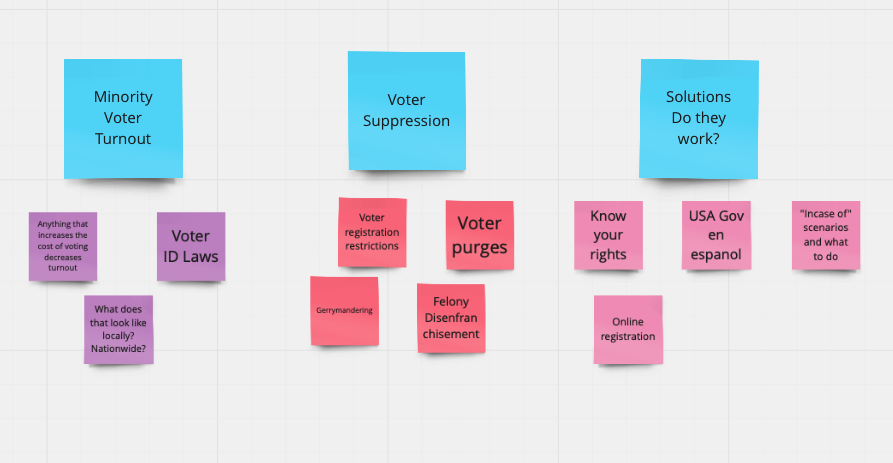 Minority
Voter
Turnout
Voter
Suppression
Solutions
Do they
work?
Anything that
increases the
cost of voting
decreases
turnout
Voter
ID Laws
What does
that look like
locally?
Nationwide?
Voter
registration
restrictions
Voter
purges
Gerrymandering
Felony
Disenfran
chisement
Know
your
rights
USA Gov
en
espanol
"Incase of"
scenarios
and what
to do
Online
registration